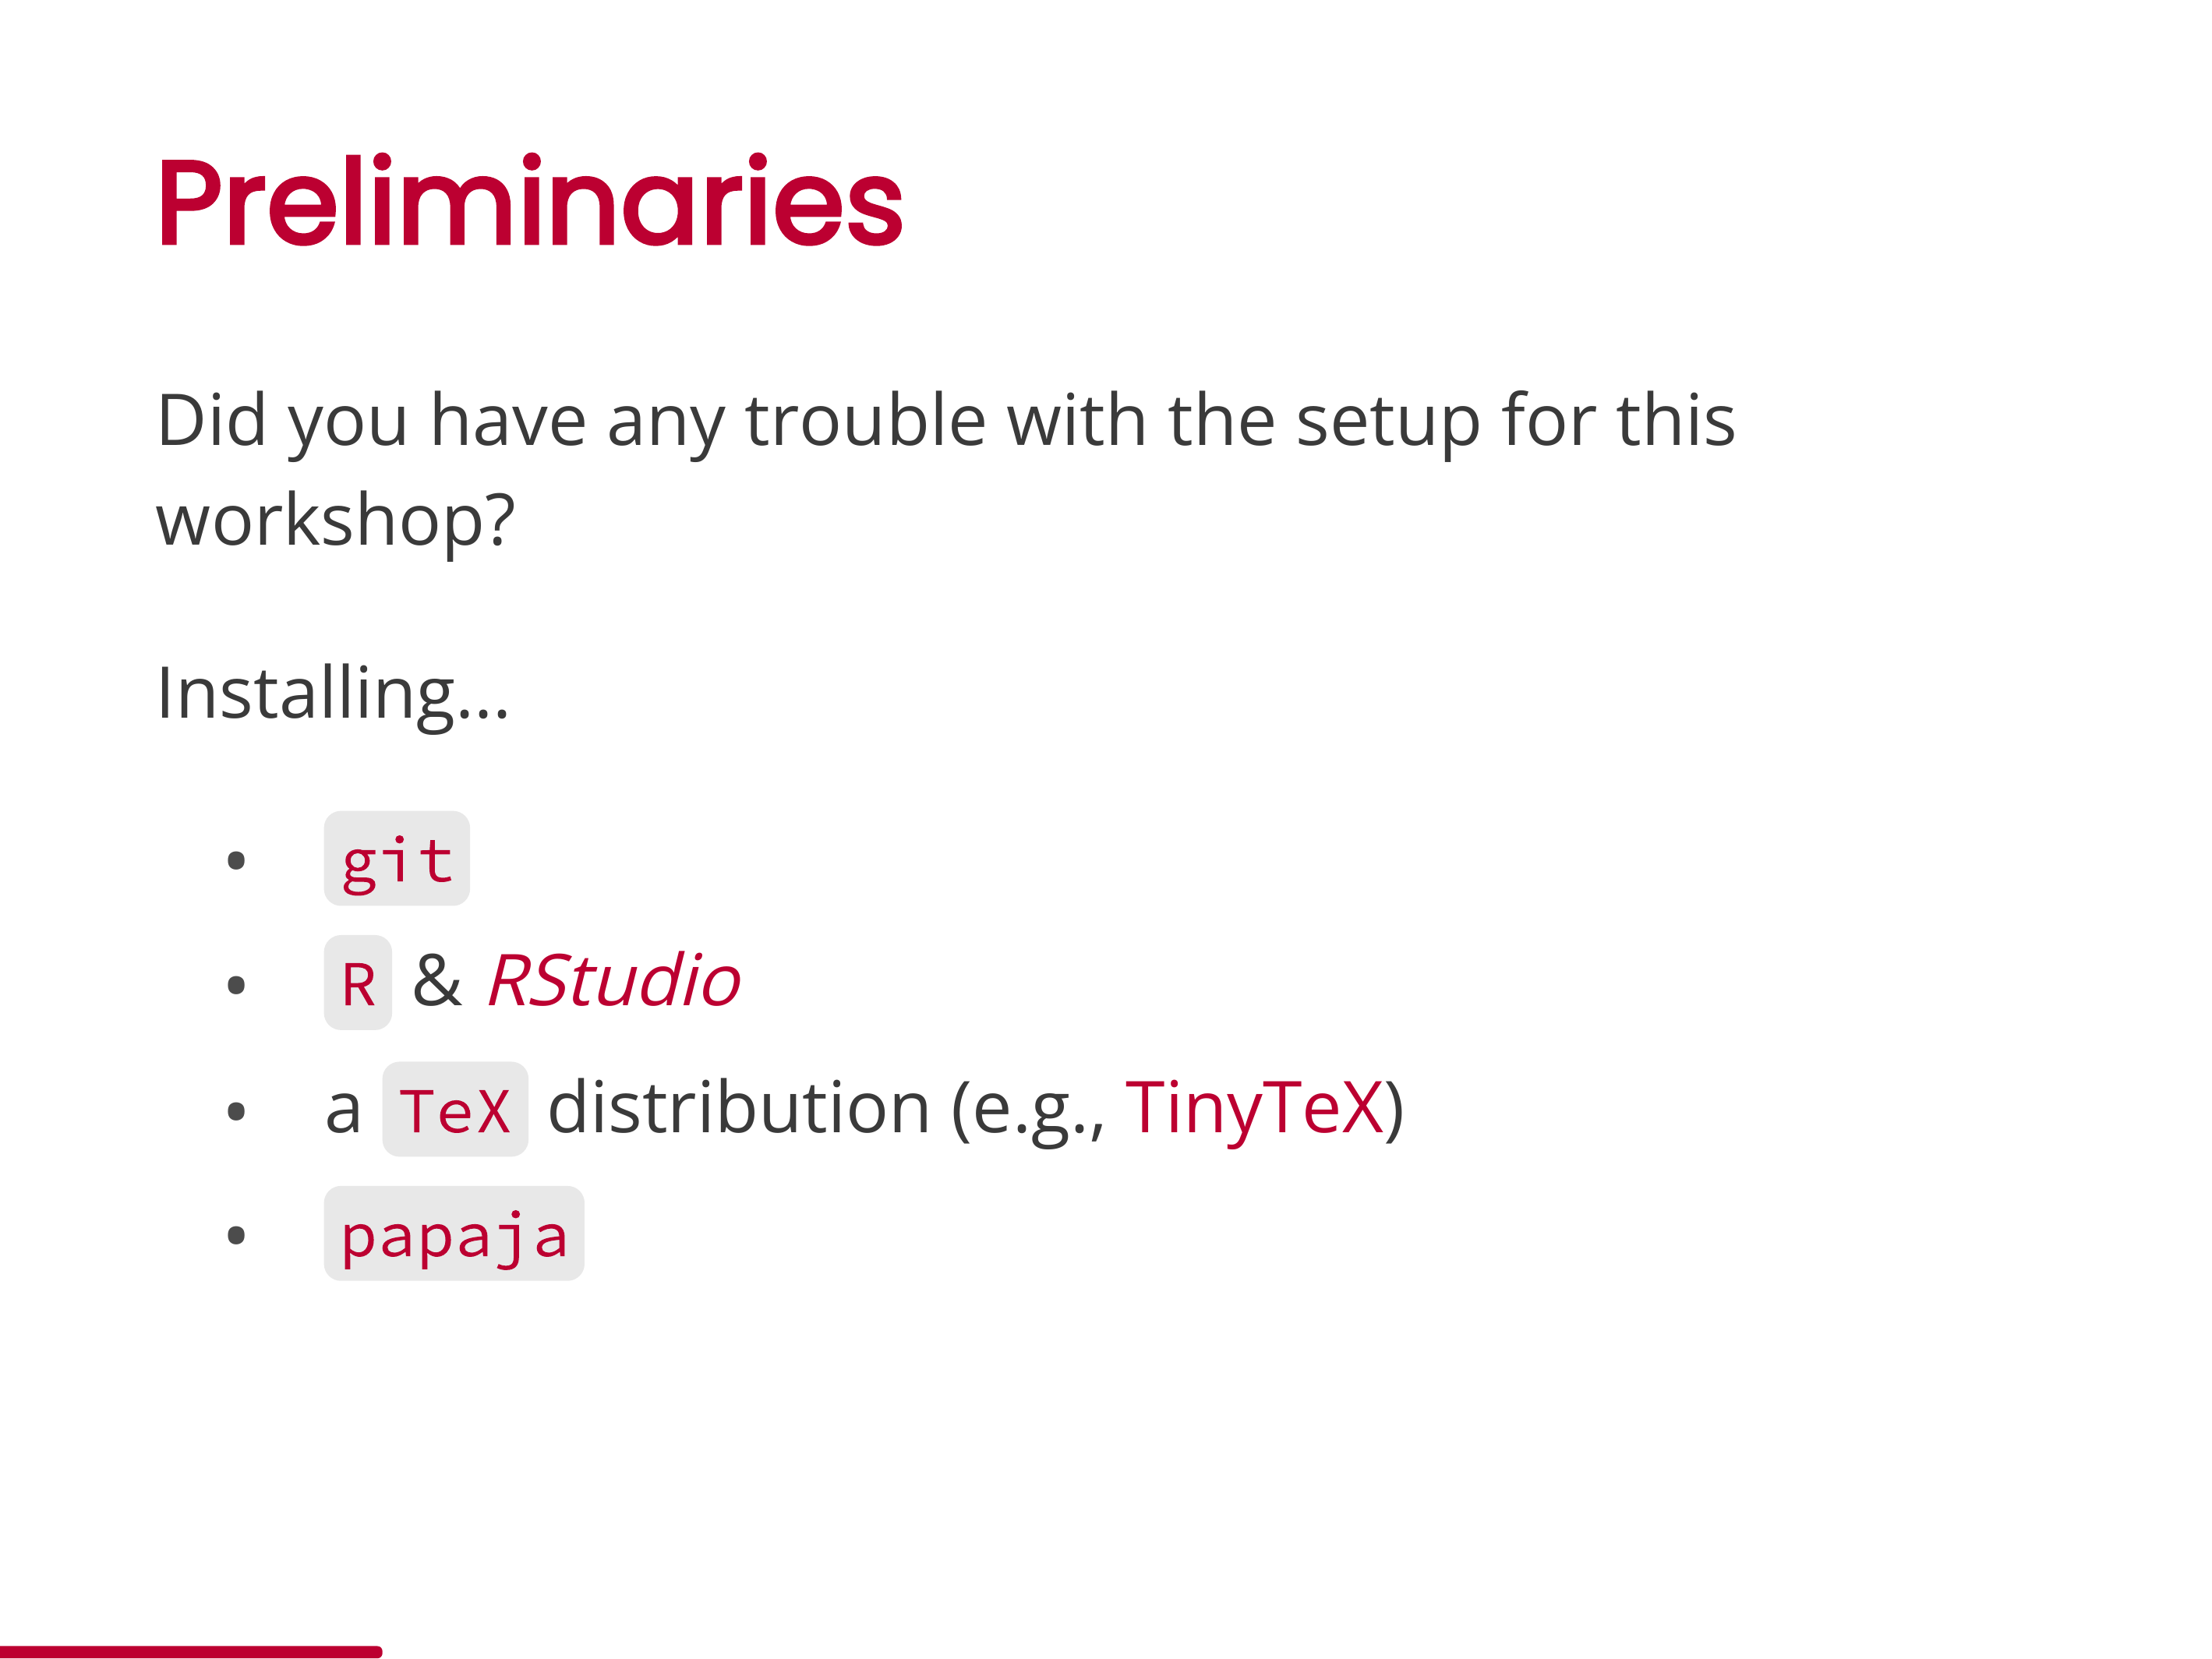 Preliminaries
Did you have any trouble with the setup for this
workshop?
Installing…
• git
• R & RStudio
• a TeX distribution (e.g., TinyTeX)
• papaja